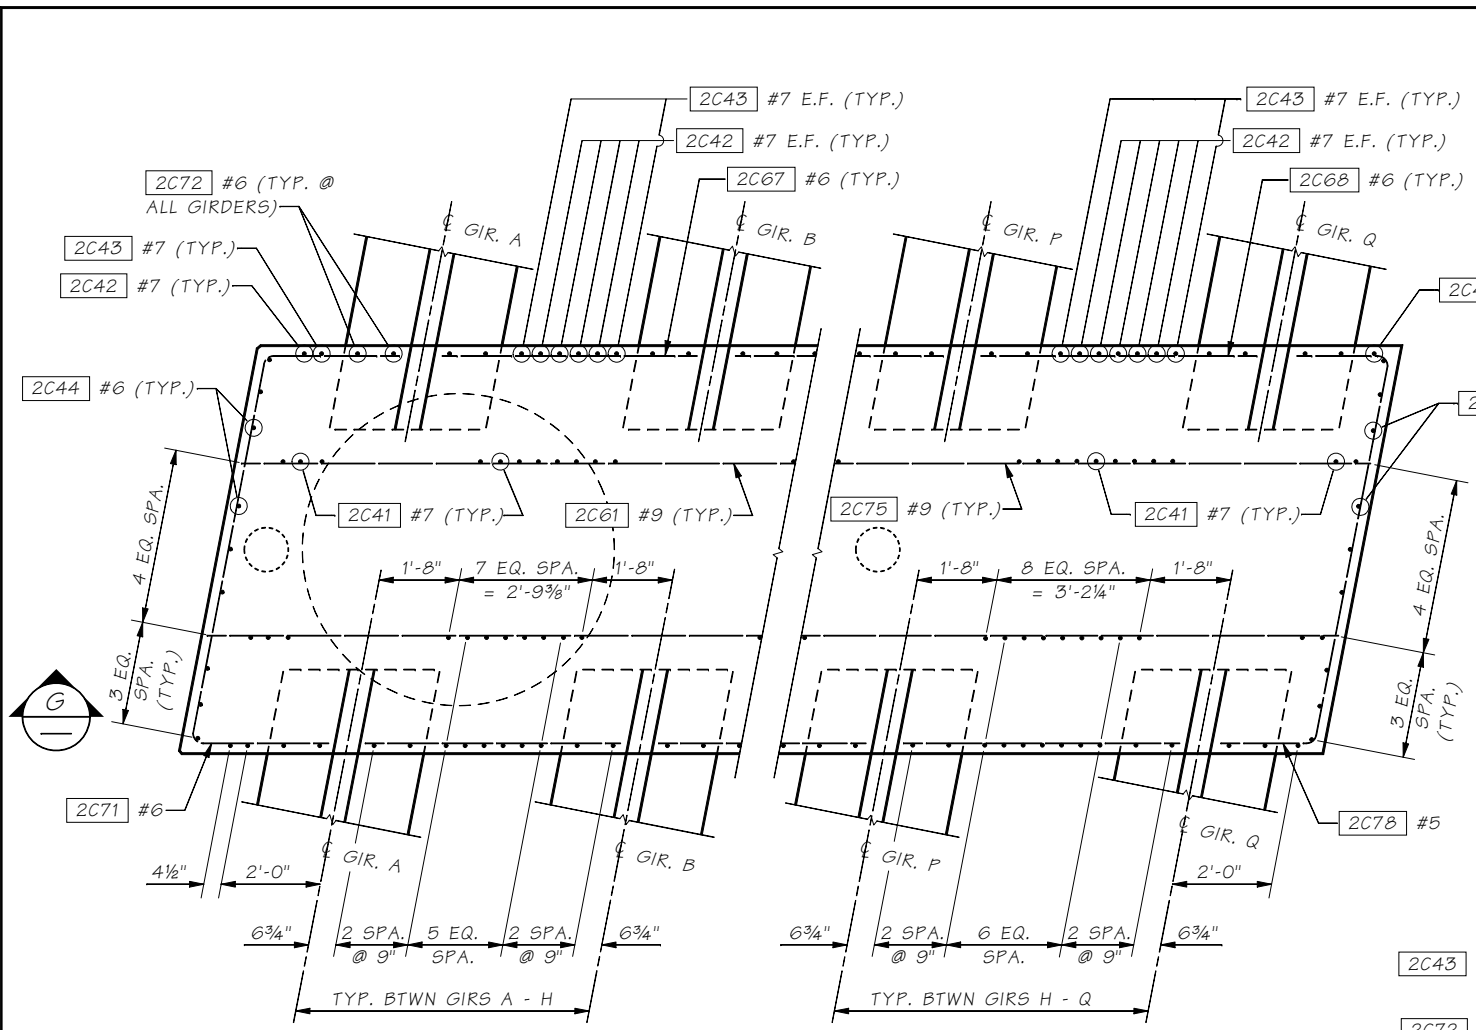 2C43 #7 E.F. (TYP.)
2C43 #7 E.F. (TYP.)
2C42 #7 E.F. (TYP.)
2C42 #7 E.F. (TYP.)
2C72 #6 (TYP. @
ALL GIRDERS)
2C67 #6 (TYP.)
2C68 #6 (TYP.)
℄ GIR. A
℄ GIR. B
℄ GIR. P
℄ GIR. Q
2C43 #7 (TYP.)
2C42 #7 (TYP.)
2C4
2C44 #6 (TYP.)
2
2C41 #7 (TYP.)
2C61 #9 (TYP.)
2C75 #9 (TYP.)
2C41 #7 (TYP.)
4 EQ. SPA.
4 EQ. SPA.
1'-8"
7 EQ. SPA.
= 2'-9⅜"
1'-8"
1'-8"
8 EQ. SPA.
= 3'-2¼"
1'-8"
3 EQ.
SPA.
(TYP.)
3 EQ.
SPA.
(TYP.)
G
2C71 #6
2C78 #5
℄ GIR. A
℄ GIR. B
℄ GIR. P
℄ GIR. Q
4½"
2'-0"
2'-0"
6¾"
2 SPA.
@ 9"
5 EQ.
SPA.
2 SPA.
@ 9"
6¾"
6¾"
2 SPA.
@ 9"
6 EQ.
SPA.
2 SPA.
@ 9"
6¾"
2C43
TYP. BTWN GIRS A - H
TYP. BTWN GIRS H - Q
2C72